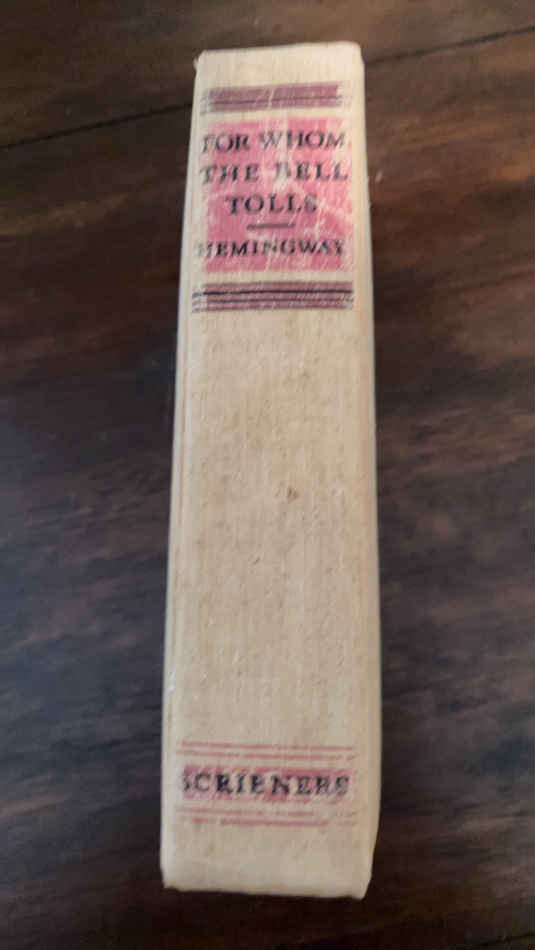 FOR WHOM
THE BELL
TOLLS
HEMINGWAY
SCRIBNERS